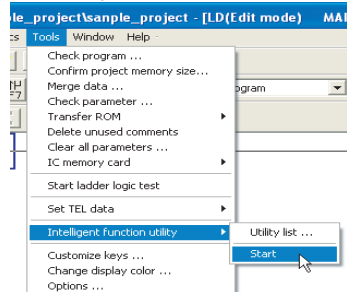 le_project\sanple_project - [LD(Edit mode) MAI
cs Tools Window Help
Check program ...
Confirm project memory size...
Merge data ...
Check parameter ...
Transfer ROM
Delete unused comments
Clear all parameters ...
IC memory card
Start ladder logic test
Set TEL data
Intelligent function utility
Utility list ...
Start
Customize keys ...
Change display color ...
Options ...
ogram
F7